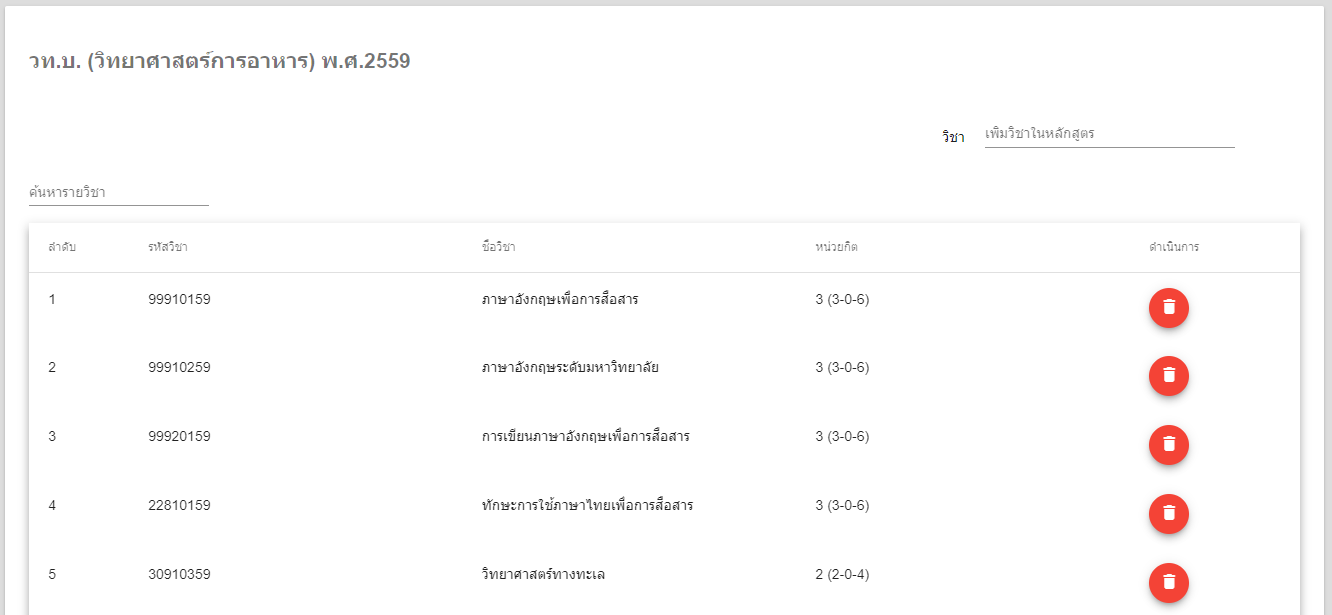 วท.บ. (วิทยาศาสตร์การอาหาร) พ.ศ.2559
วิชา เพิ่มวิชาในหลักสูตร
ค้นหารายวิชา
ลำดับ รหัสวิชา ชื่อวิชา หน่วยกิต ดำเนินการ
1 99910159 ภาษาอังกฤษเพื่อการสื่อสาร 3 (3-0-6)
2 99910259 ภาษาอังกฤษระดับมหาวิทยาลัย 3 (3-0-6)
3 99920159 การเขียนภาษาอังกฤษเพื่อการสื่อสาร 3 (3-0-6)
4 22810159 ทักษะการใช้ภาษาไทยเพื่อการสื่อสาร 3 (3-0-6)
5 30910359 วิทยาศาสตร์ทางทะเล 2 (2-0-4)